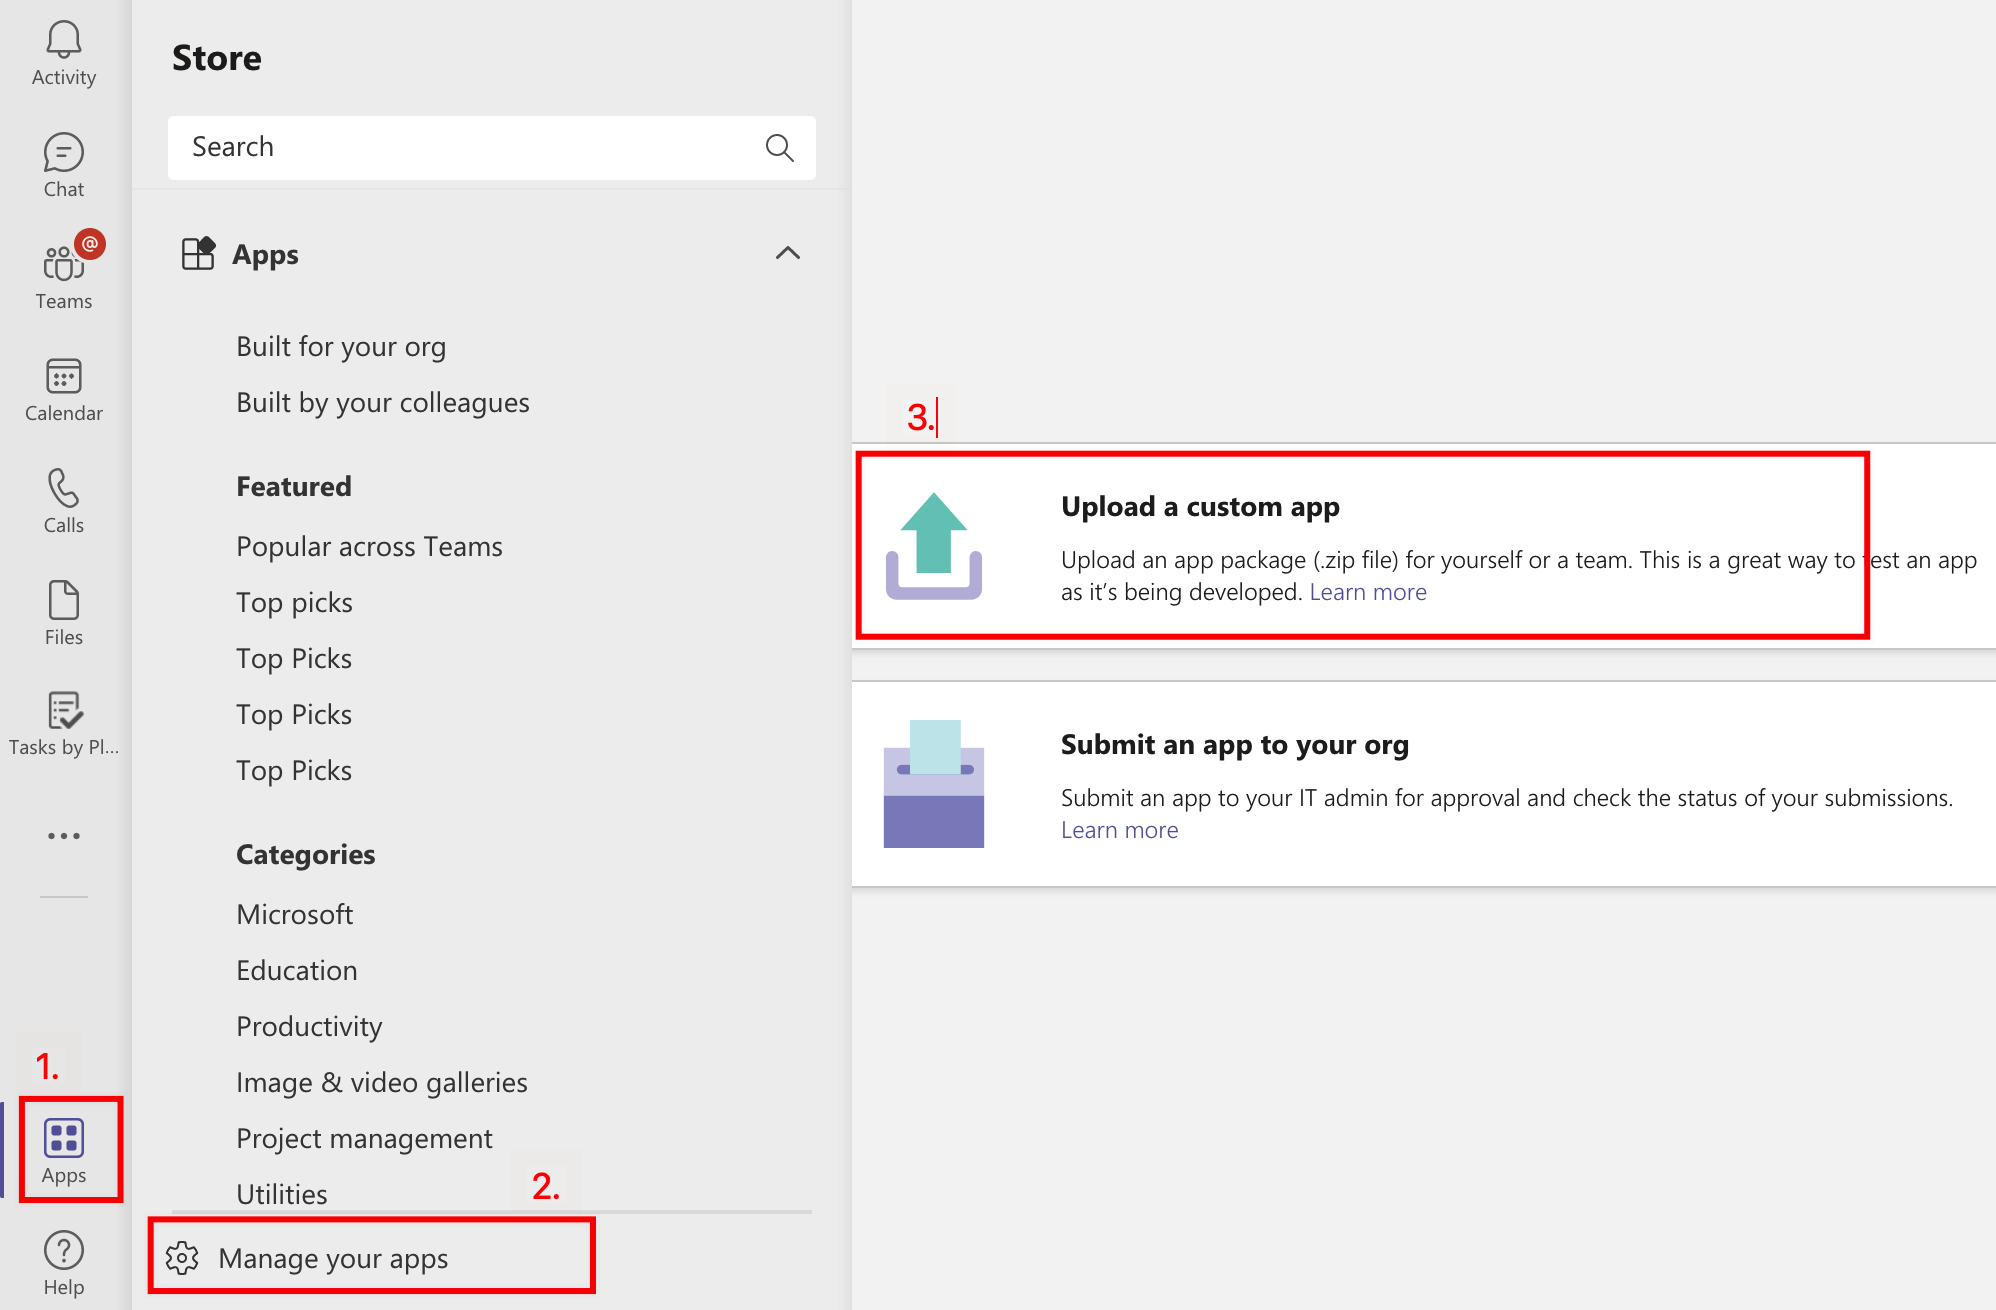 Activity
Chat
@
Teams
Calendar
Calls
Files
Tasks by Pl...
1.
Apps
Help
Store
Search
Apps
Built for your org
Built by your colleagues
Featured
Popular across Teams
Top picks
Top Picks
Top Picks
Top Picks
Categories
Microsoft
Education
Productivity
Image & video galleries
Project management
Utilities
2.
Manage your apps
3.
Upload a custom app
Upload an app package (.zip file) for yourself or a team. This is a great way to test an app
as it's being developed. Learn more
Submit an app to your org
Submit an app to your IT admin for approval and check the status of your submissions.
Learn more